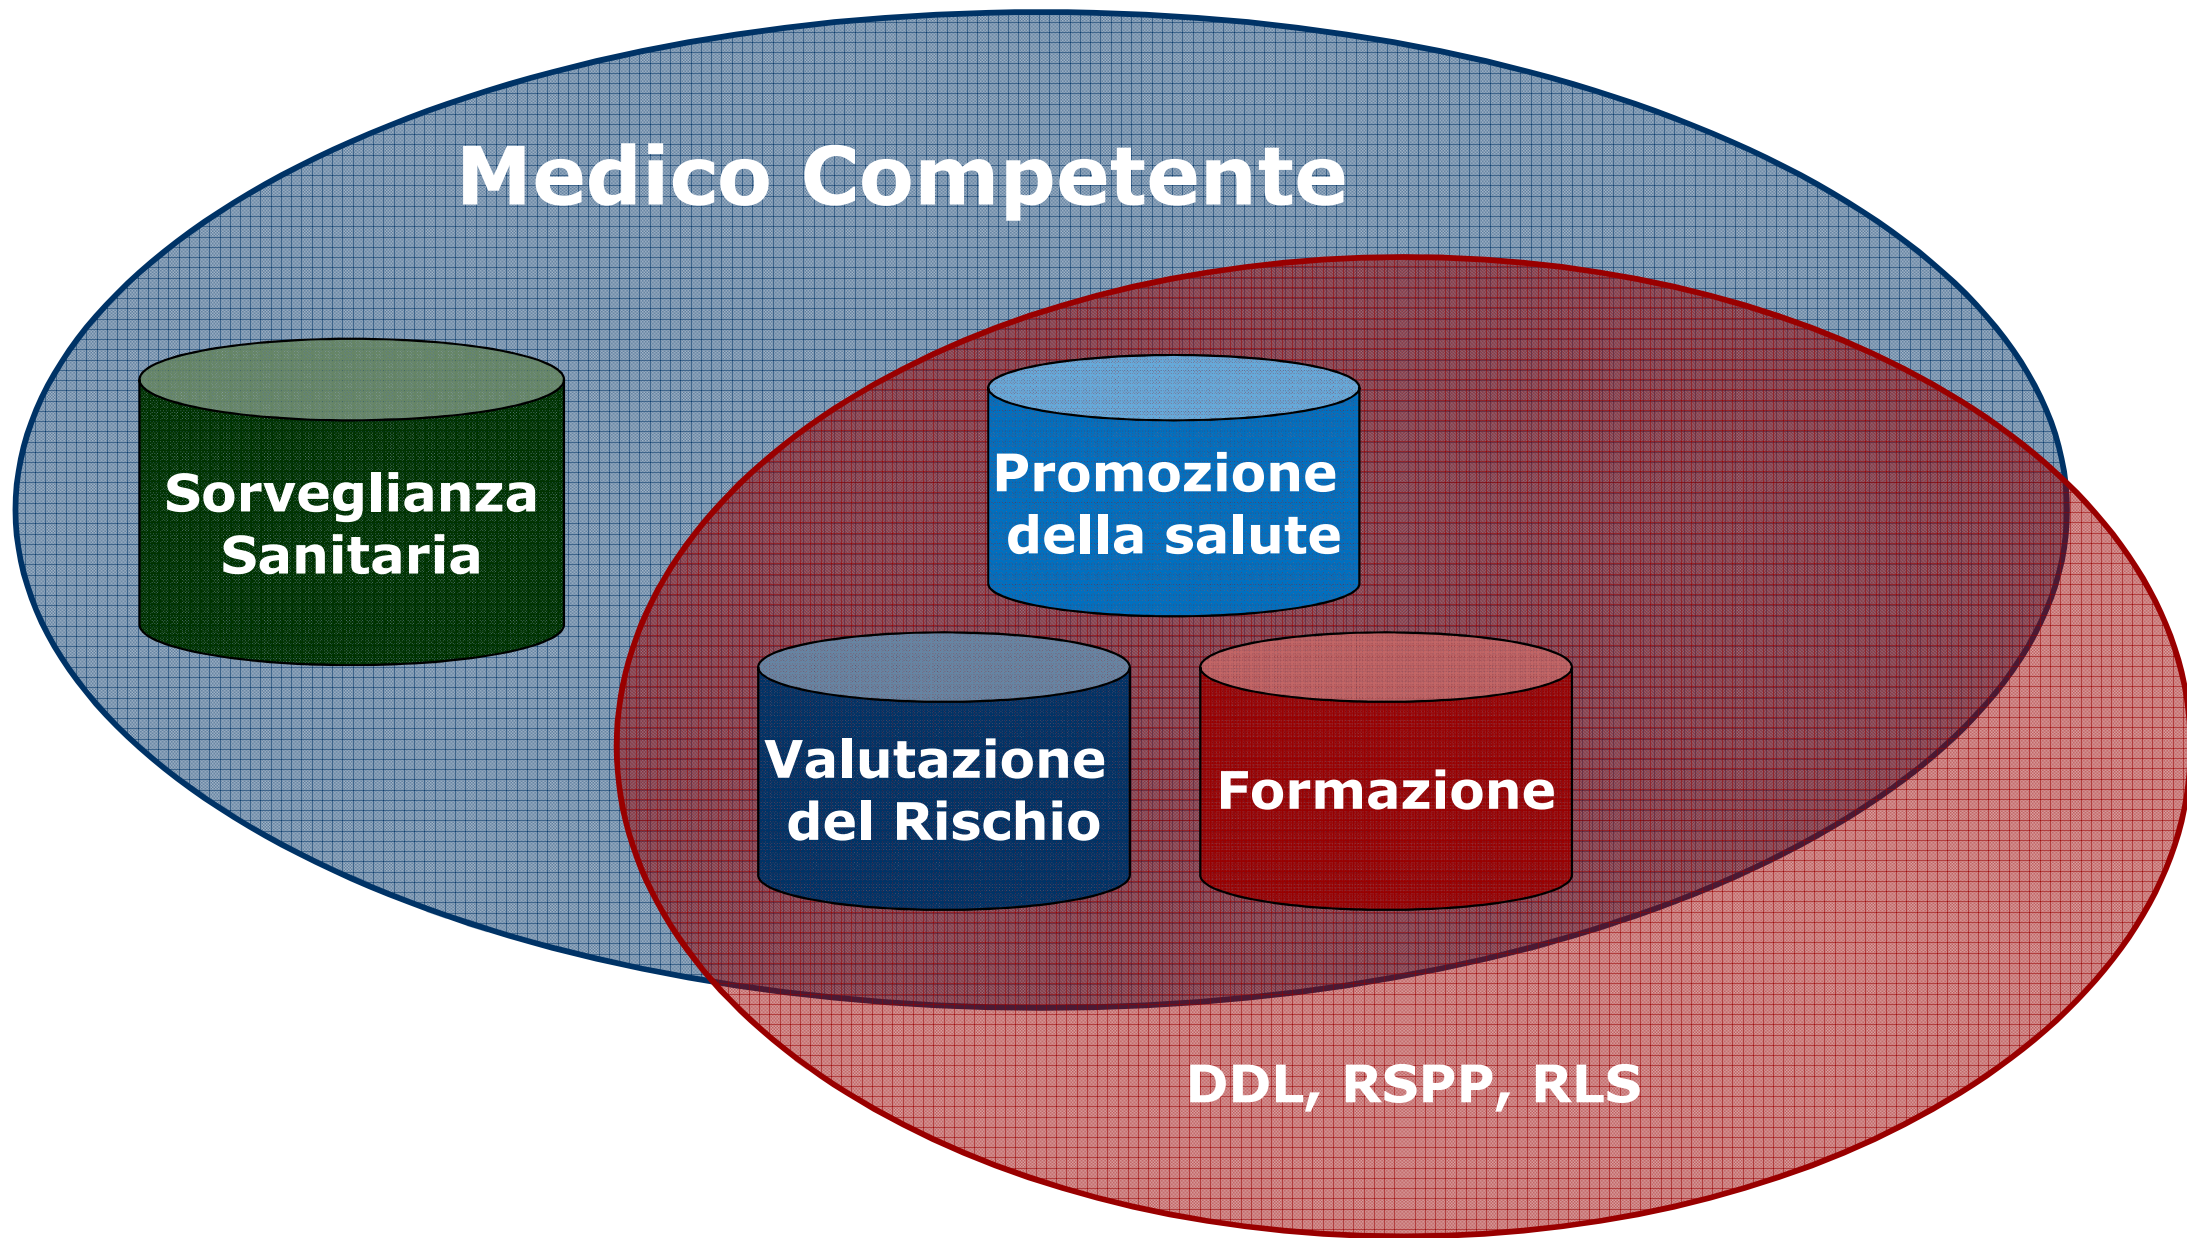 Medico Competente
Sorveglianza
Sanitaria
Promozione
della salute
Valutazione
del Rischio
Formazione
DDL, RSPP, RLS